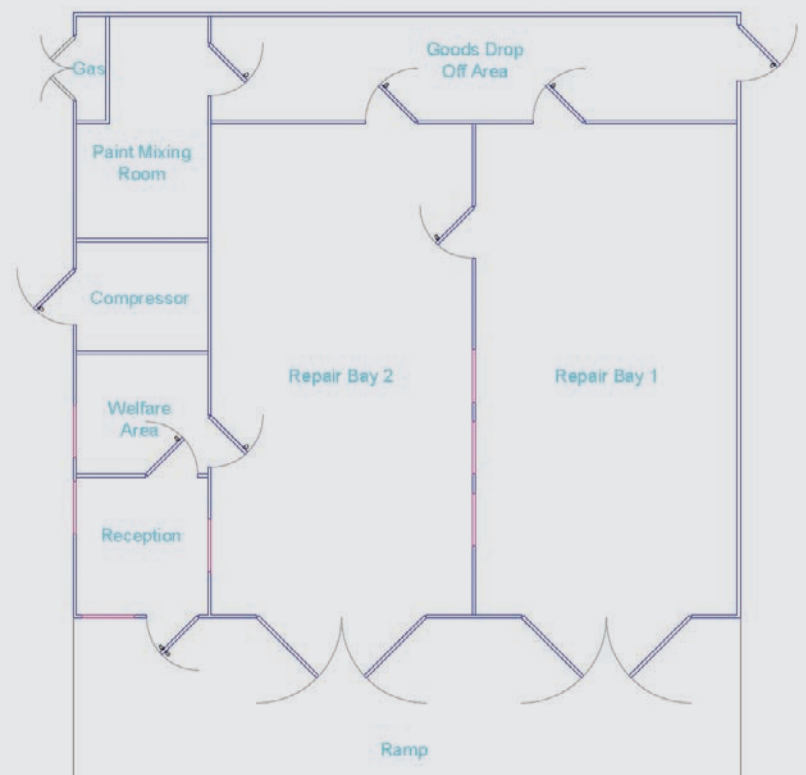 Goods Drop
Off Area
Gas
Paint Mixing
Room
Compressor
Repair Bay 2
Repair Bay 1
Welfare
Area
Reception
Ramp